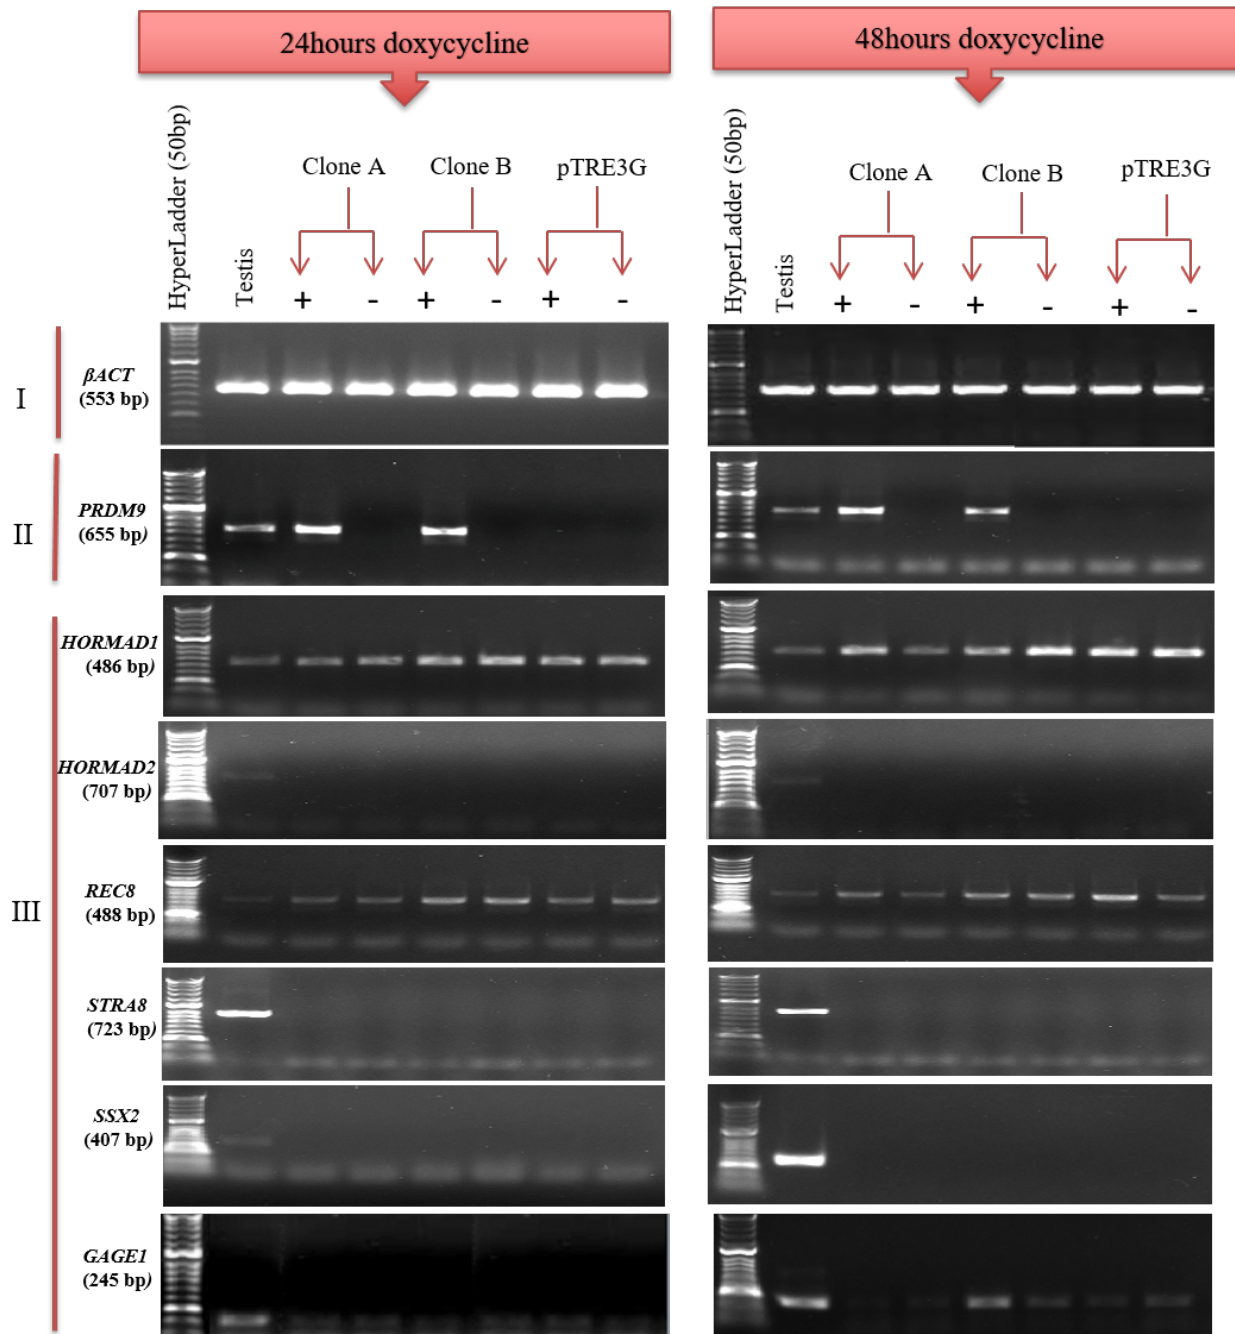 24hours doxycycline
48hours doxycycline
HyperLadder (50bp)
Testis
Clone A
Clone B
pTRE3G
+ - + - + -
HyperLadder (50bp)
Testis
Clone A
Clone B
pTRE3G
+ - + - + -
I
βACT
(553 bp)
II
PRDM9
(655 bp)
III
HORMAD1
(486 bp)
HORMAD2
(707 bp)
REC8
(488 bp)
STRA8
(723 bp)
SSX2
(407 bp)
GAGE1
(245 bp)